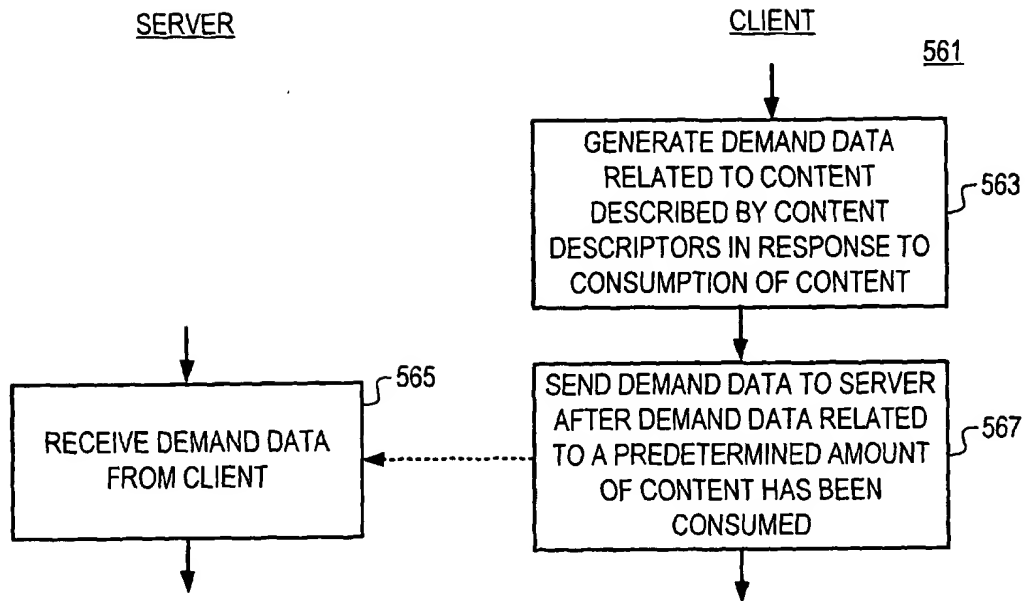 SERVER
CLIENT
561
GENERATE DEMAND DATA
RELATED TO CONTENT
DESCRIBED BY CONTENT
DESCRIPTORS IN RESPONSE TO
CONSUMPTION OF CONTENT
563
565
RECEIVE DEMAND DATA
FROM CLIENT
SEND DEMAND DATA TO SERVER
AFTER DEMAND DATA RELATED
TO A PREDETERMINED AMOUNT
OF CONTENT HAS BEEN
CONSUMED
567